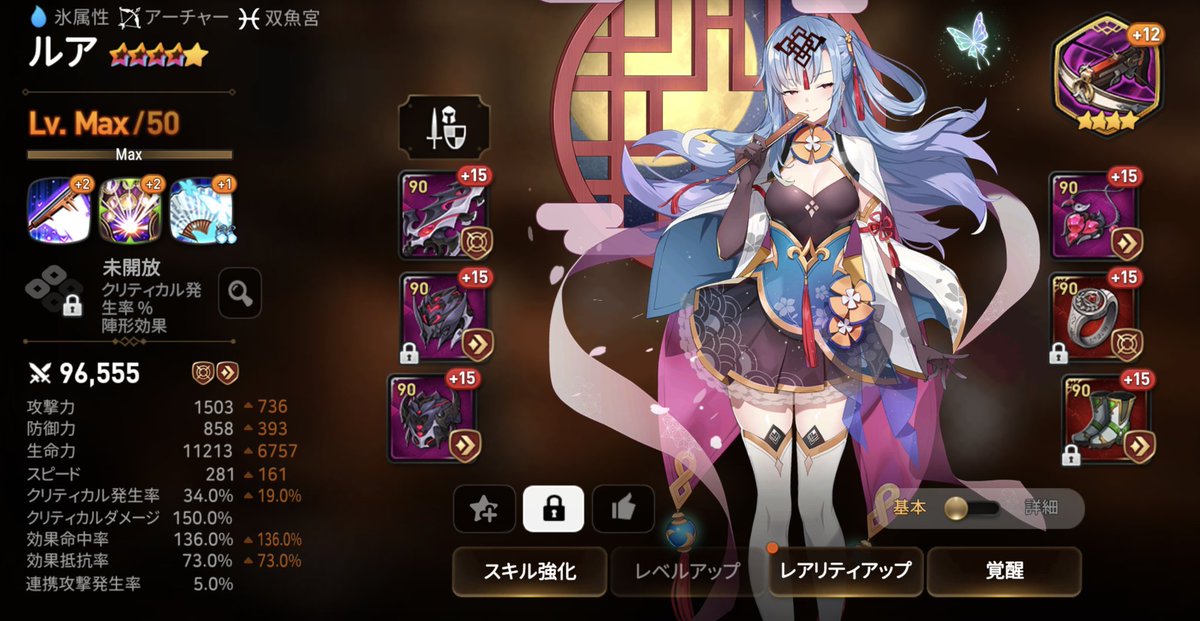 氷属性 アーチャー 双魚宮
ルア
Lv. Max/50
Max
+2 +2 +1
未開放
クリティカル発
生率 %
陣形効果
96,555
攻撃力 1503 736
防御力 858 393
生命力 11213 6757
スピード 281 161
クリティカル発生率 34.0% 19.0%
クリティカルダメージ 150.0%
効果命中率 136.0% 136.0%
効果抵抗率 73.0% 73.0%
連携攻撃発生率 5.0%
90 +15
90 +15
90 +15
+12
90 +15
90 +15
90 +15
基本 詳細
スキル強化 レベルアップ レアリティアップ 覚醒